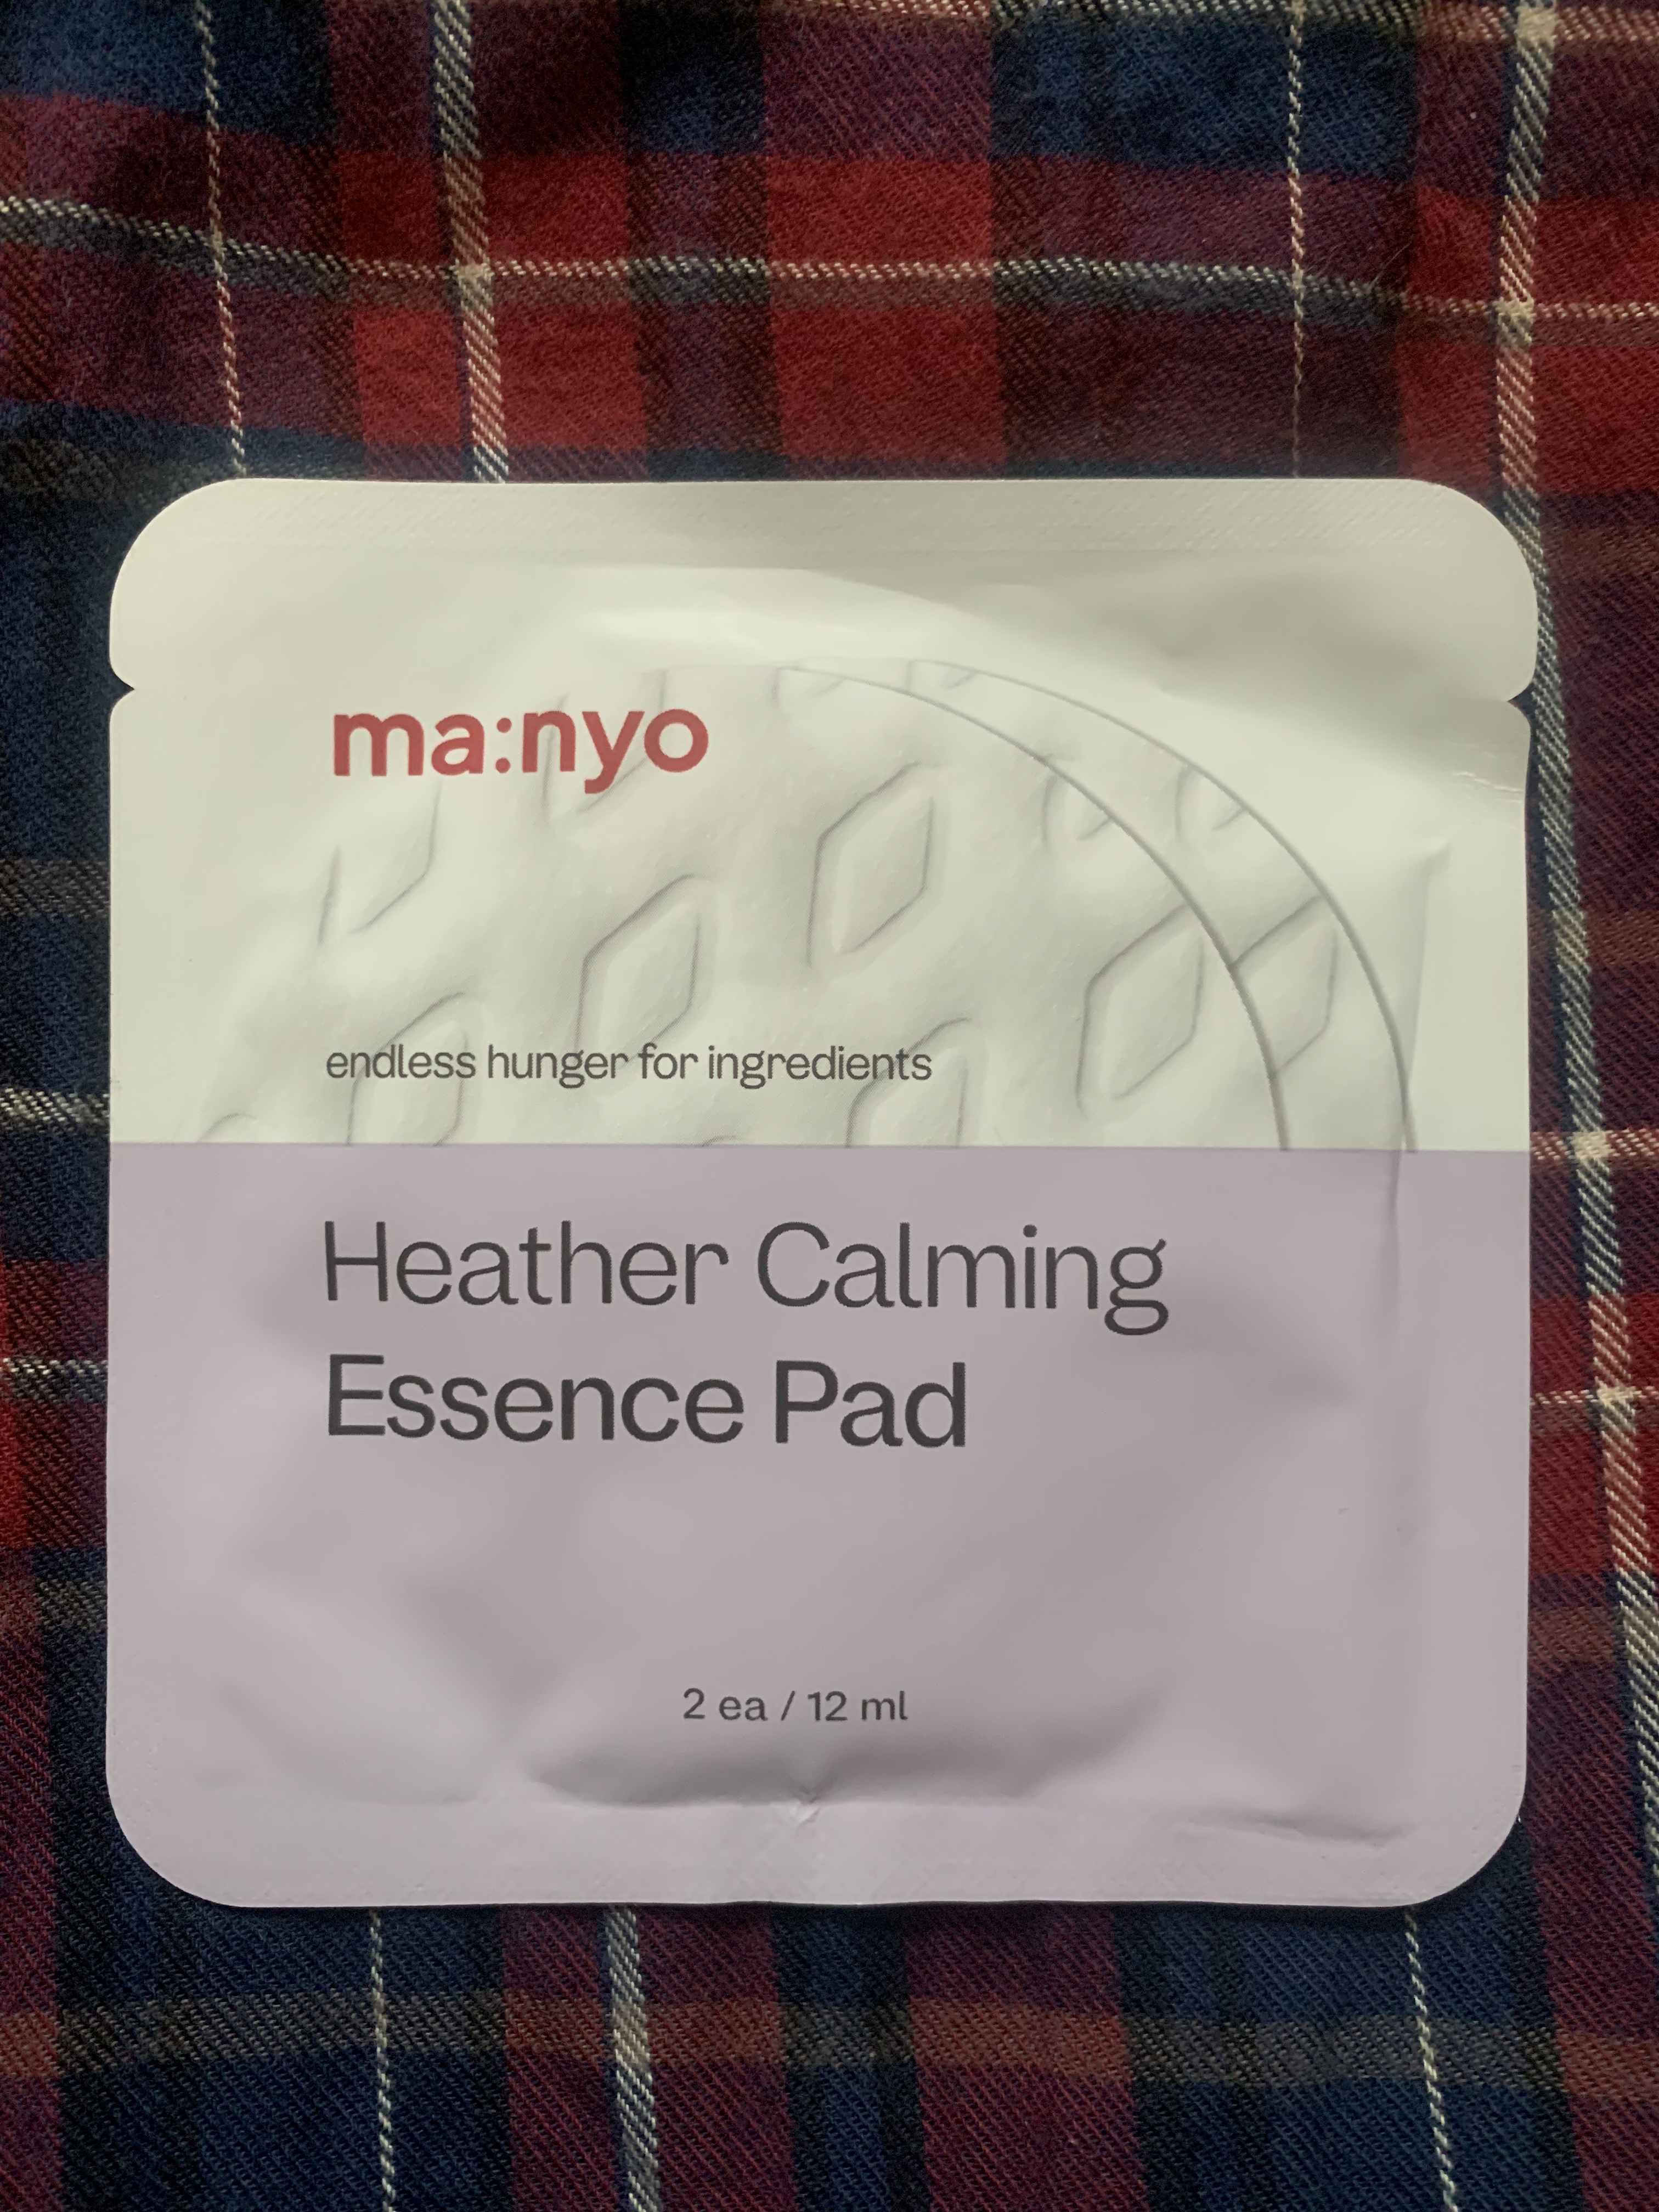 ma:nyo
endless hunger for ingredients
Heather Calming
Essence Pad
2 ea / 12 ml